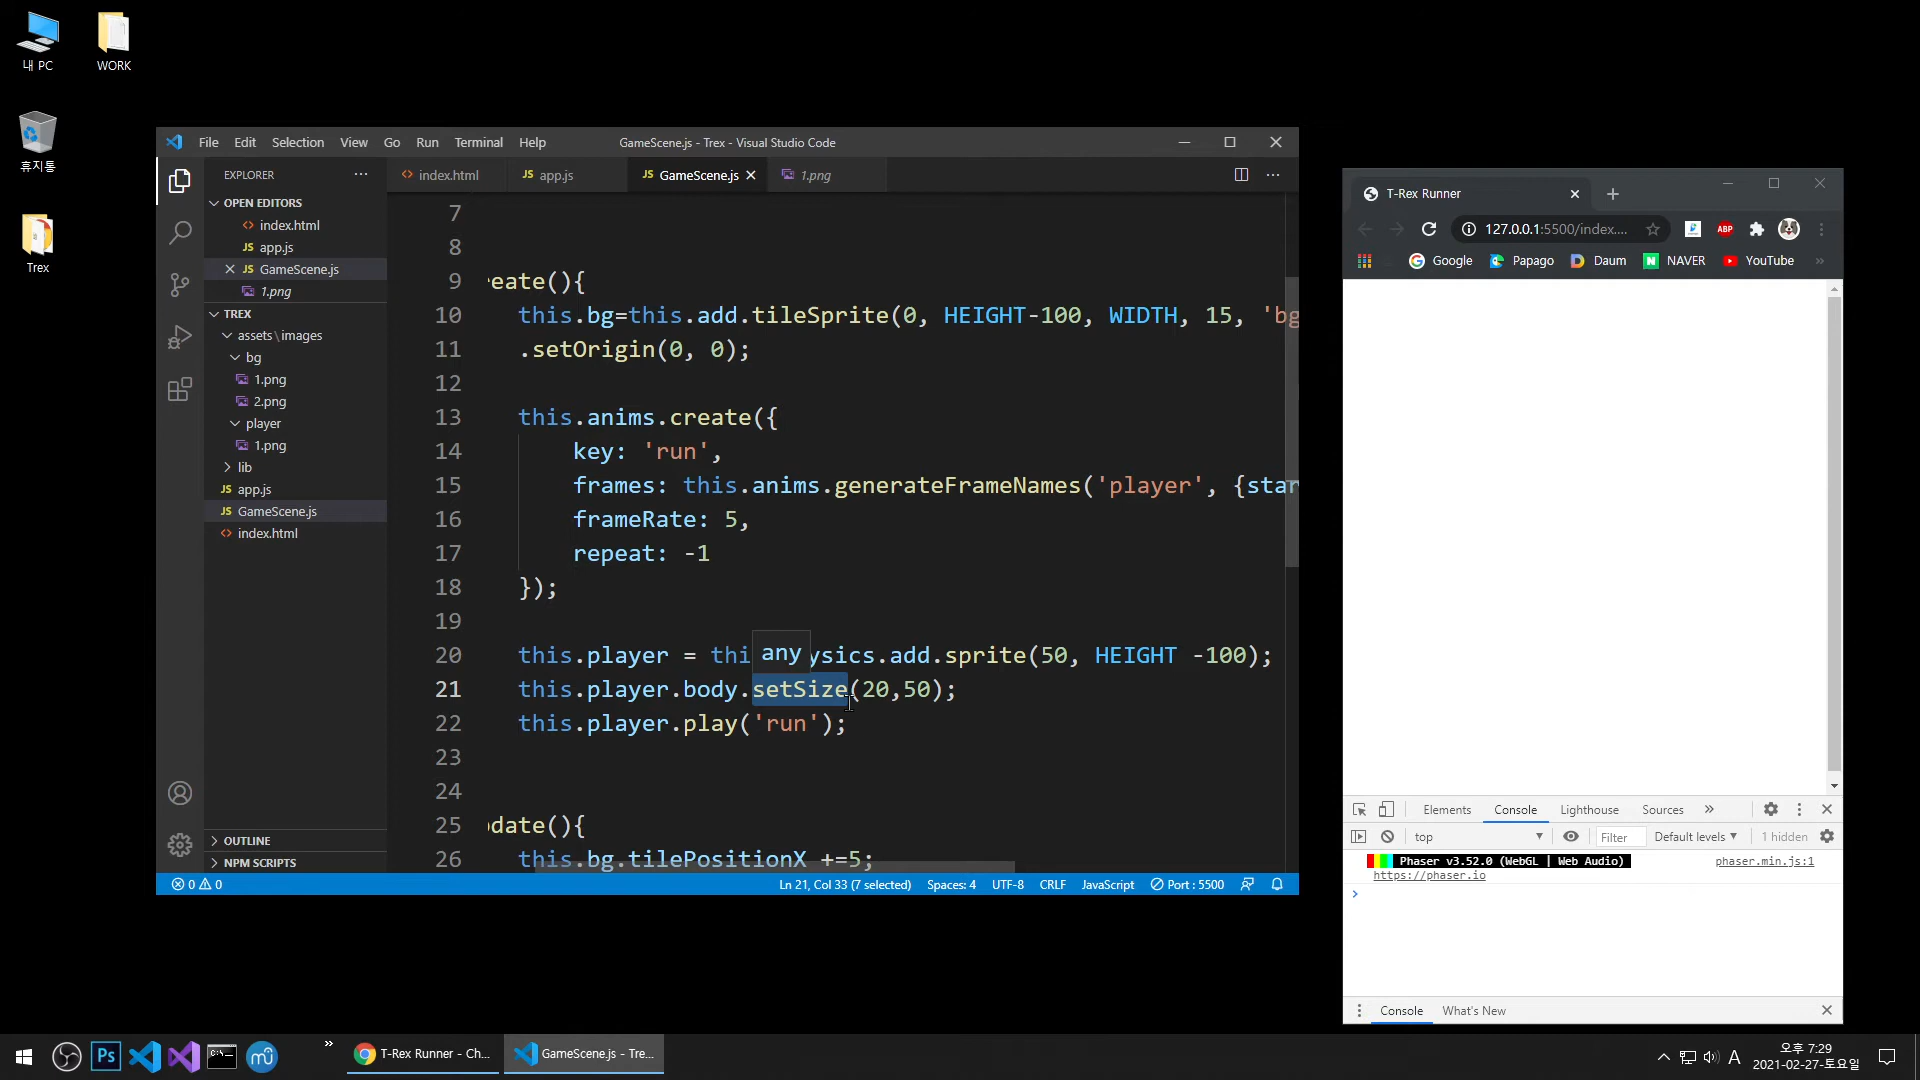 내 PC
WORK
휴지통
Trex
File Edit Selection View Go Run Terminal Help
GameScene.js - Trex - Visual Studio Code
EXPLORER
index.html
app.js
GameScene.js
1.png
OPEN EDITORS
index.html
app.js
GameScene.js
1.png
TREX
assets\images
bg
1.png
2.png
player
1.png
lib
app.js
GameScene.js
index.html
OUTLINE
NPM SCRIPTS
7
8
9 eate(){
10 this.bg=this.add.tileSprite(0, HEIGHT-100, WIDTH, 15, 'bg
11 .setOrigin(0, 0);
12
13 this.anims.create({
14 key: 'run',
15 frames: this.anims.generateFrameNames('player', {star
16 frameRate: 5,
17 repeat: -1
18 });
19
any
20 this.player = thi ysics.add.sprite(50, HEIGHT -100);
21 this.player.body.setSize(20,50);
22 this.player.play('run');
23
24
25 date(){
26 this.bg.tilePositionX +=5;
0 0
Ln 21, Col 33 (7 selected) Spaces: 4 UTF-8 CRLF JavaScript Port : 5500
T-Rex Runner
127.0.0.1:5500/index....
ABP
Google Papago Daum NAVER YouTube
Elements Console Lighthouse Sources
top Filter Default levels 1 hidden
Phaser v3.52.0 (WebGL | Web Audio) phaser.min.js:1
https://phaser.io
Console What's New
Ps
T-Rex Runner - Ch...
GameScene.js - Tre...
A
오후 7:29
2021-02-27-토요일